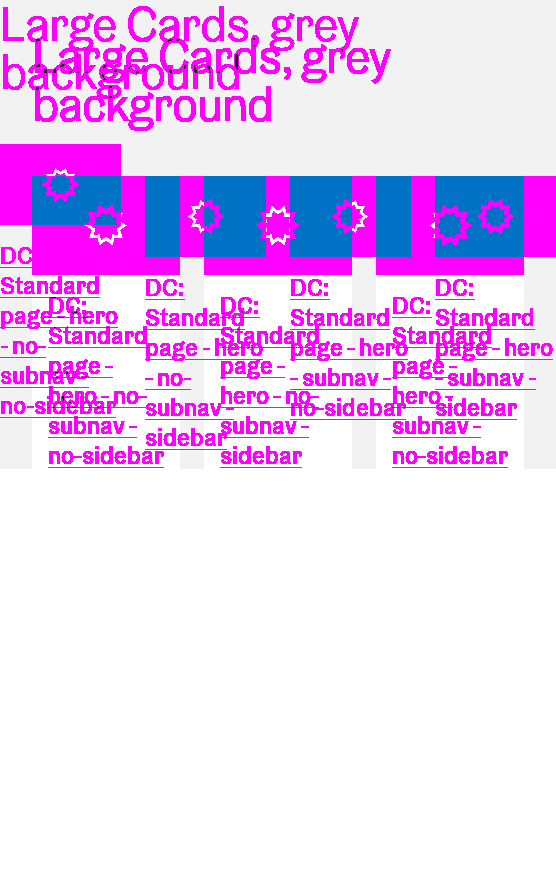 Large Cards, grey
background
Large Cards, grey
background
DC:
Standard
page - hero
- no-
subnav -
no-sidebar
DC:
Standard
page -
hero - no-
subnav -
no-sidebar
DC:
Standard
page - hero
- no-
subnav -
sidebar
DC:
Standard
page -
hero - no-
subnav -
sidebar
DC:
Standard
page - hero
- subnav -
no-sidebar
DC:
Standard
page -
hero -
subnav -
no-sidebar
DC:
Standard
page - hero
- subnav -
sidebar